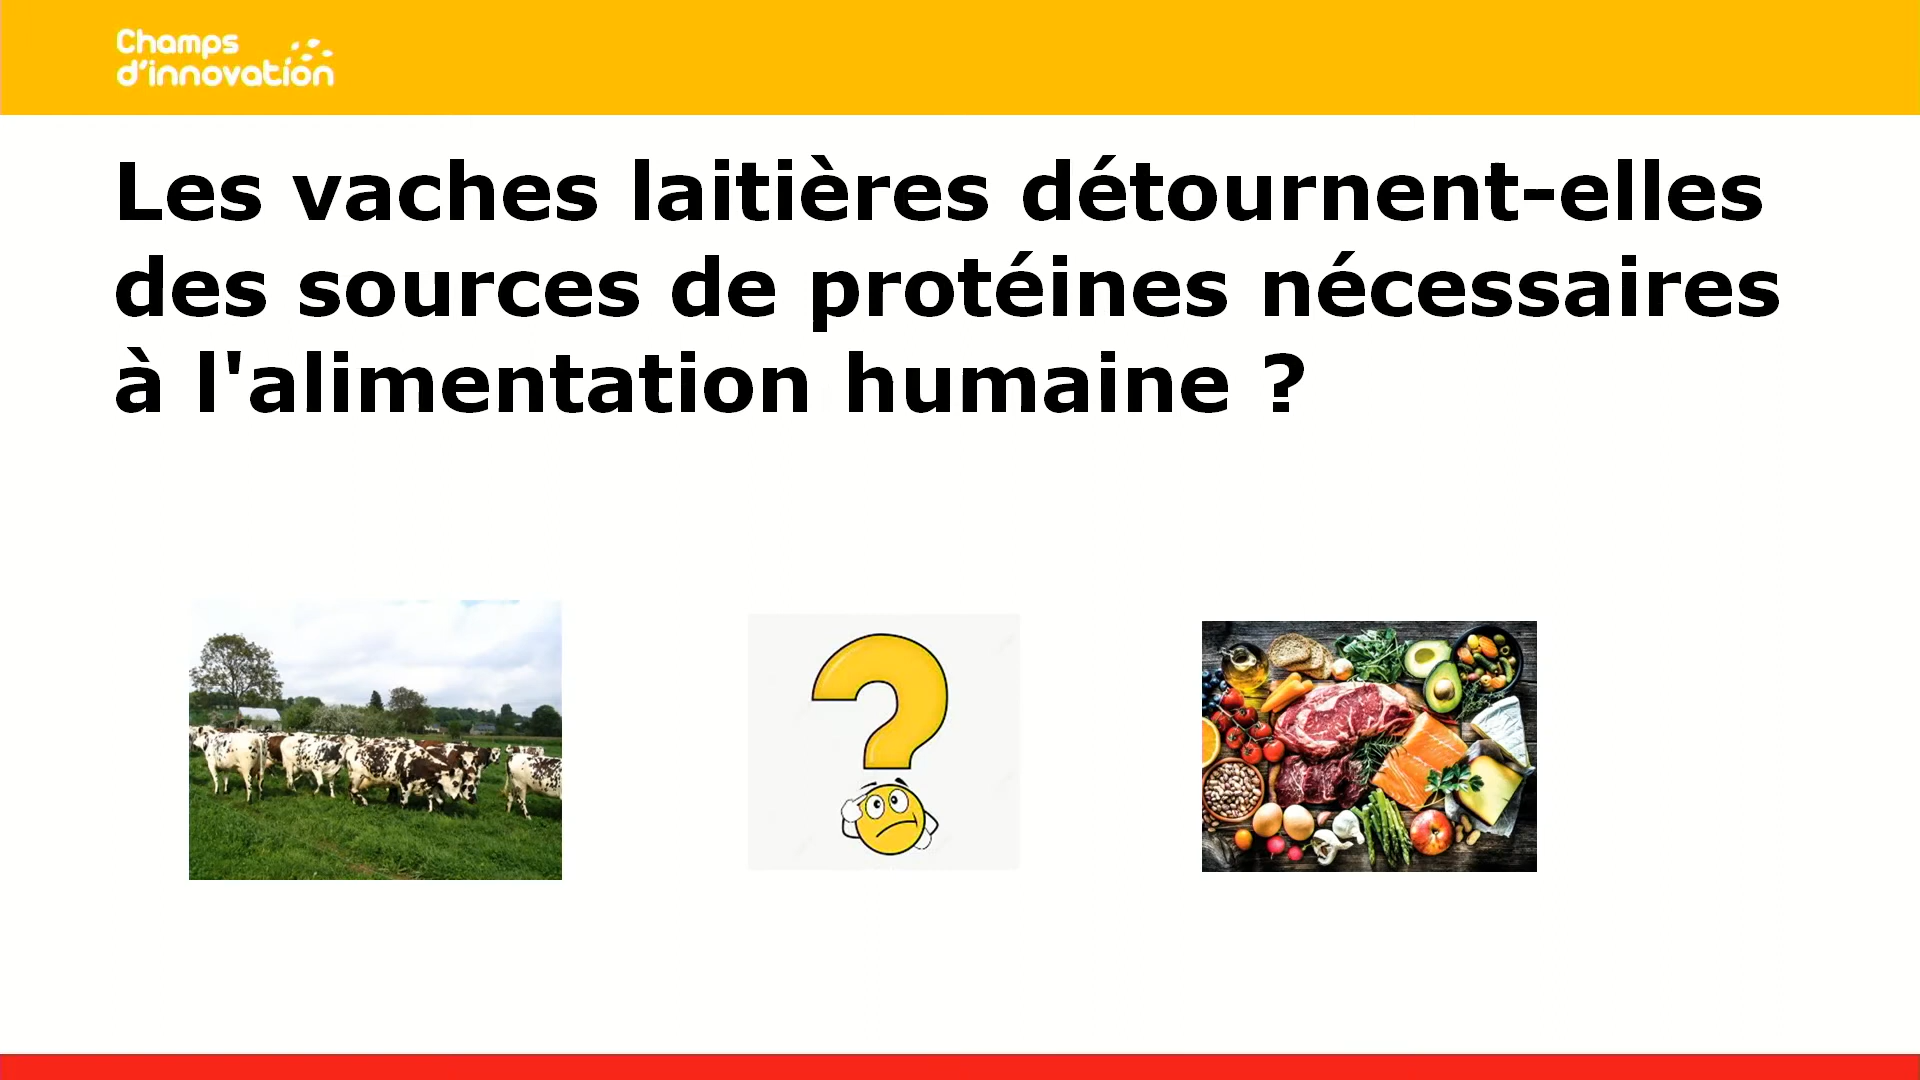 Champs
d'innovation
Les vaches laitières détournent-elles
des sources de protéines nécessaires
à l'alimentation humaine ?